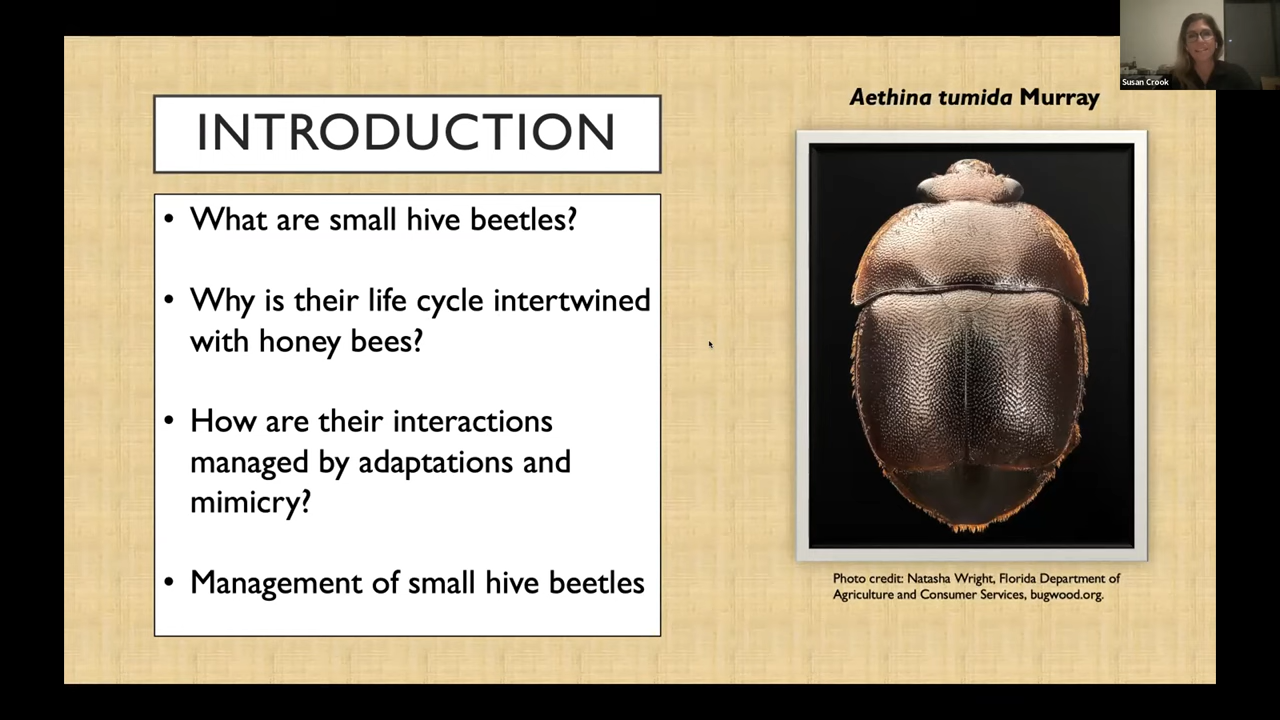 Susan Crook
INTRODUCTION
• What are small hive beetles?
• Why is their life cycle intertwined
with honey bees?
• How are their interactions
managed by adaptations and
mimicry?
• Management of small hive beetles
Aethina tumida Murray
Photo credit: Natasha Wright, Florida Department of
Agriculture and Consumer Services, bugwood.org.